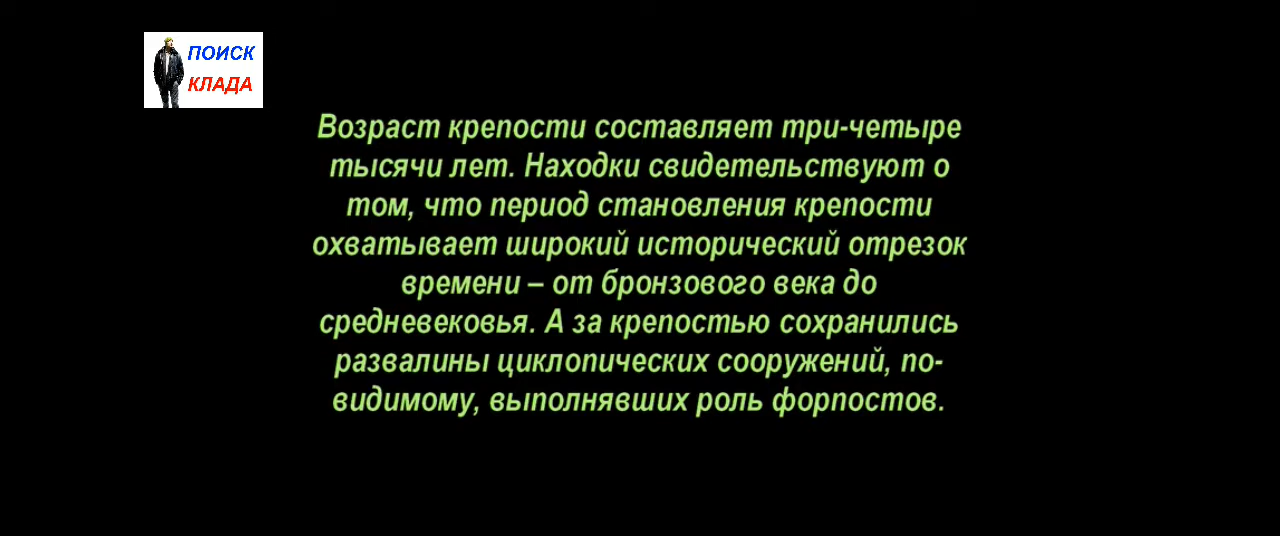 ПОИСК
КЛАДА
Возраст крепости составляет три-четыре
тысячи лет. Находки свидетельствуют о
том, что период становления крепости
охватывает широкий исторический отрезок
времени – от бронзового века до
средневековья. А за крепостью сохранились
развалины циклопических сооружений, по-
видимому, выполнявших роль форпостов.